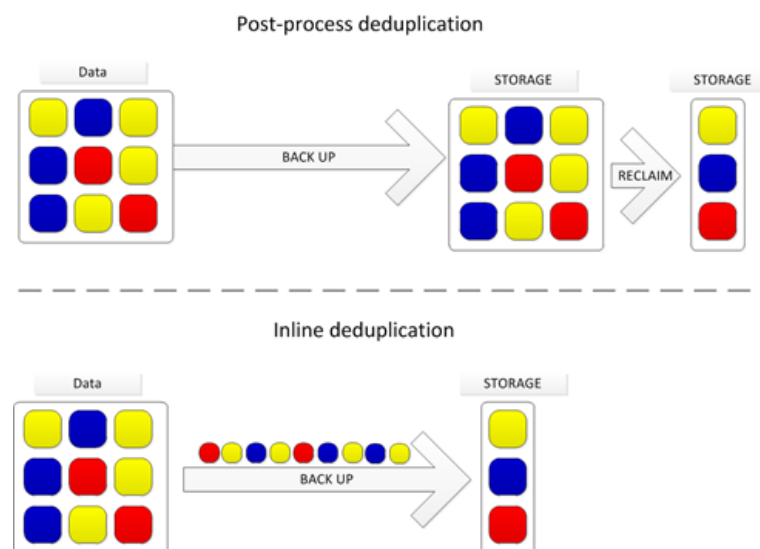 Post-process deduplication
Data
STORAGE
STORAGE
BACK UP
RECLAIM
Inline deduplication
Data
STORAGE
BACK UP